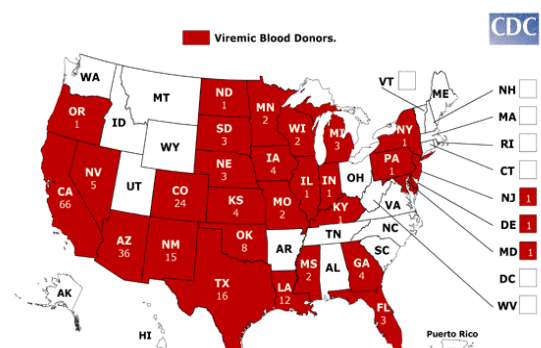 CDC
Viremic Blood Donors.
WA
MT
ND
1
MN
2
VT
ME
NH
OR
1
ID
SD
3
WI
2
MI
3
NY
1
MA
WY
RI
NV
5
NE
3
IA
4
PA
1
CT
CA
66
UT
CO
24
KS
4
MO
2
IL
1
IN
1
OH
NJ 1
KY
1
VA
DE 1
AZ
36
NM
15
OK
8
AR
TN
NC
MD 1
SC
DC
TX
16
LA
12
MS
2
AL
GA
4
AK
WV
FL
3
HI
Puerto Rico